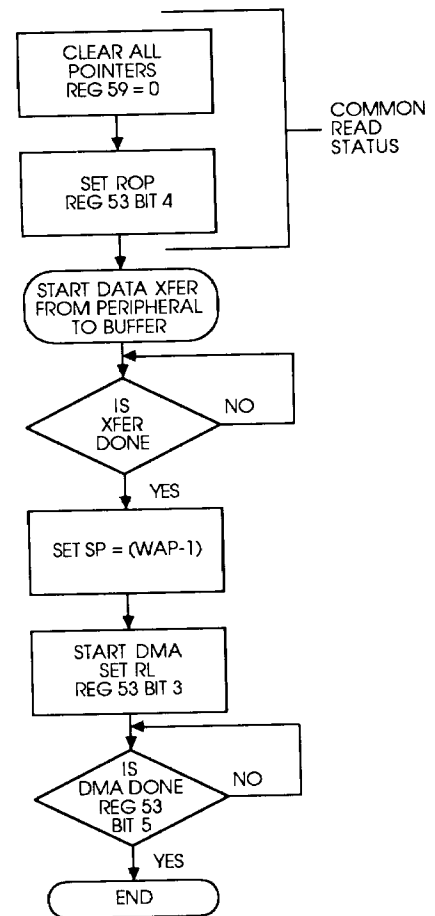 CLEAR ALL
POINTERS
REG 59 = 0
COMMON
READ
STATUS
SET ROP
REG 53 BIT 4
START DATA XFER
FROM PERIPHERAL
TO BUFFER
IS
XFER
DONE
NO
YES
SET SP = (WAP-1)
START DMA
SET RL
REG 53 BIT 3
IS
DMA DONE
REG 53
BIT 5
NO
YES
END